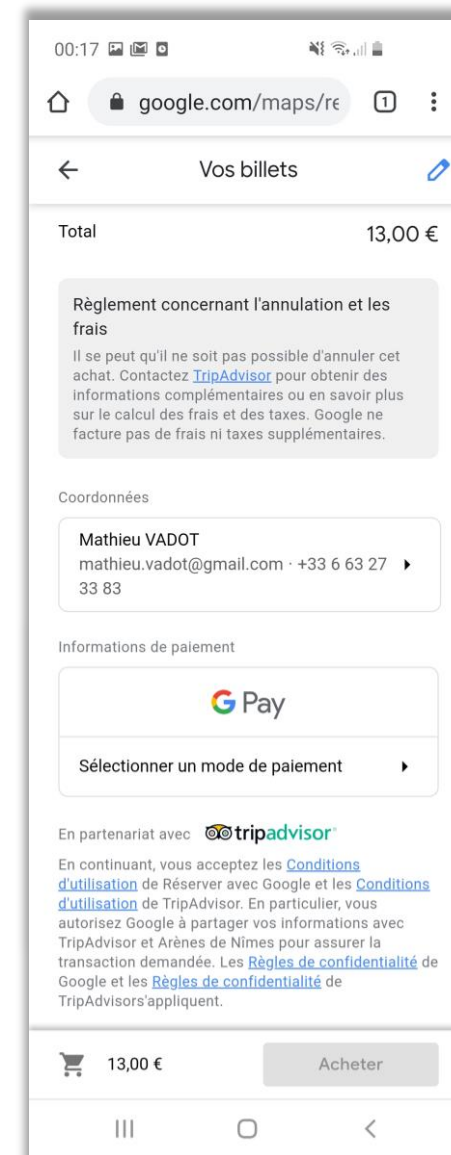 00:17
google.com/maps/re
1
Vos billets
Total
13,00 €
Règlement concernant l'annulation et les
frais
Il se peut qu'il ne soit pas possible d'annuler cet
achat. Contactez TripAdvisor pour obtenir des
informations complémentaires ou en savoir plus
sur le calcul des frais et des taxes. Google ne
facture pas de frais ni taxes supplémentaires.
Coordonnées
Mathieu VADOT
mathieu.vadot@gmail.com · +33 6 63 27
33 83
Informations de paiement
G Pay
Sélectionner un mode de paiement
En partenariat avec tripadvisor
En continuant, vous acceptez les Conditions
d'utilisation de Réserver avec Google et les Conditions
d'utilisation de TripAdvisor. En particulier, vous
autorisez Google à partager vos informations avec
TripAdvisor et Arènes de Nîmes pour assurer la
transaction demandée. Les Règles de confidentialité de
Google et les Règles de confidentialité de
TripAdvisors'appliquent.
13,00 €
Acheter